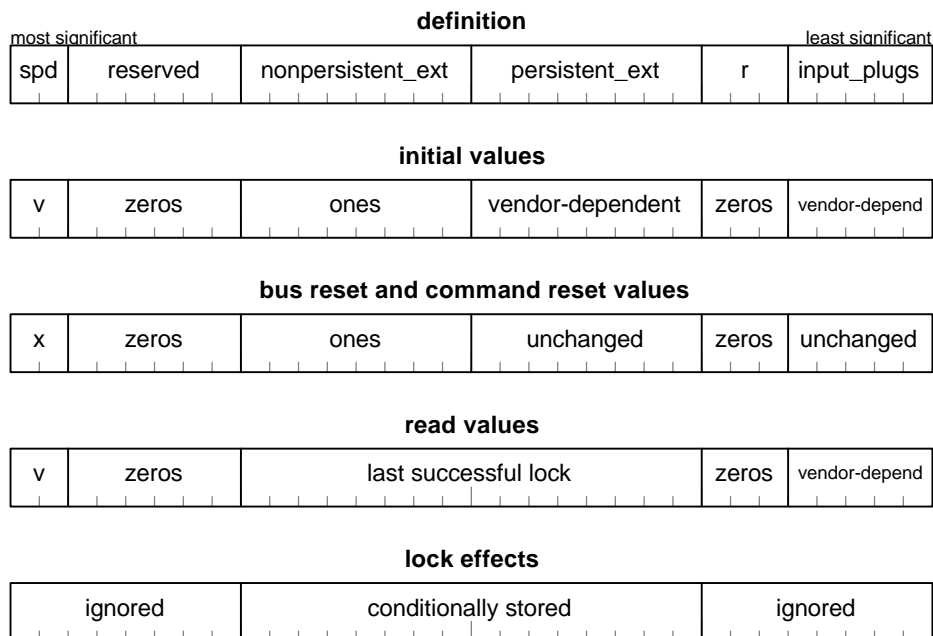 definition
most significant least significant
spd reserved nonpersistent_ext persistent_ext r input_plugs
initial values
v zeros ones vendor-dependent zeros vendor-depend
bus reset and command reset values
x zeros ones unchanged zeros unchanged
read values
v zeros last successful lock zeros vendor-depend
lock effects
ignored conditionally stored ignored